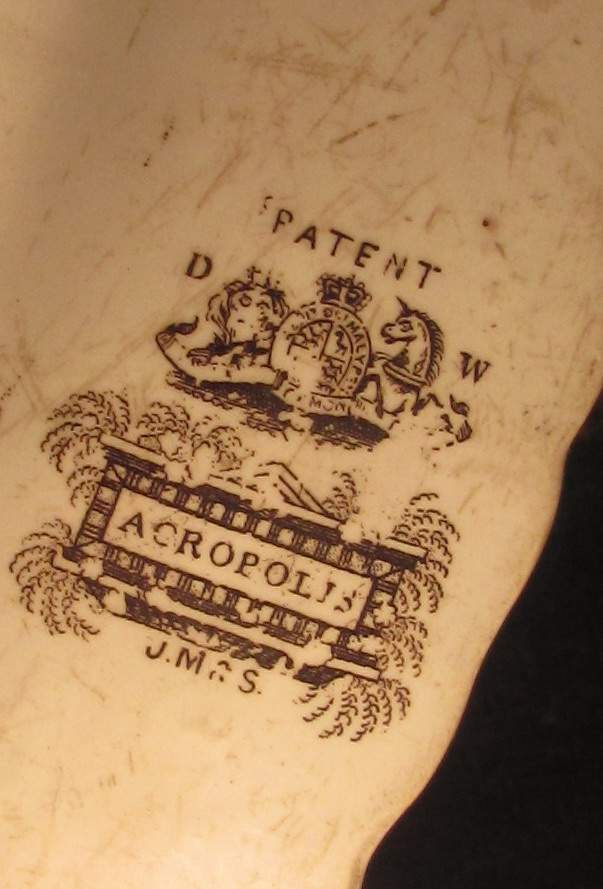 PATENT
D W
ACROPOLIS
J.M & S.